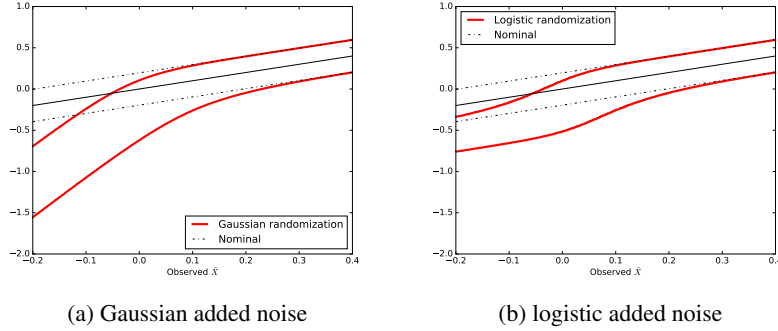 1.0
0.5
0.0
−0.5
−1.0
−1.5
−2.0
−0.2 −0.1 0.0 0.1 0.2 0.3 0.4
Observed X̄
Gaussian randomization
Nominal
(a) Gaussian added noise
1.0
0.5
0.0
−0.5
−1.0
−1.5
−2.0
−0.2 −0.1 0.0 0.1 0.2 0.3 0.4
Observed X̄
Logistic randomization
Nominal
(b) logistic added noise